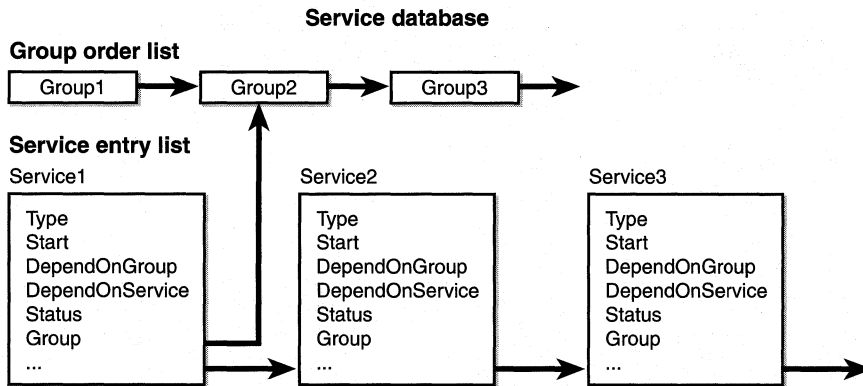 Service database
Group order list
Group1 Group2 Group3
Service entry list
Service1 Service2 Service3
Type Type Type
Start Start Start
DependOnGroup DependOnGroup DependOnGroup
DependOnService DependOnService DependOnService
Status Status Status
Group Group Group
... ... ...